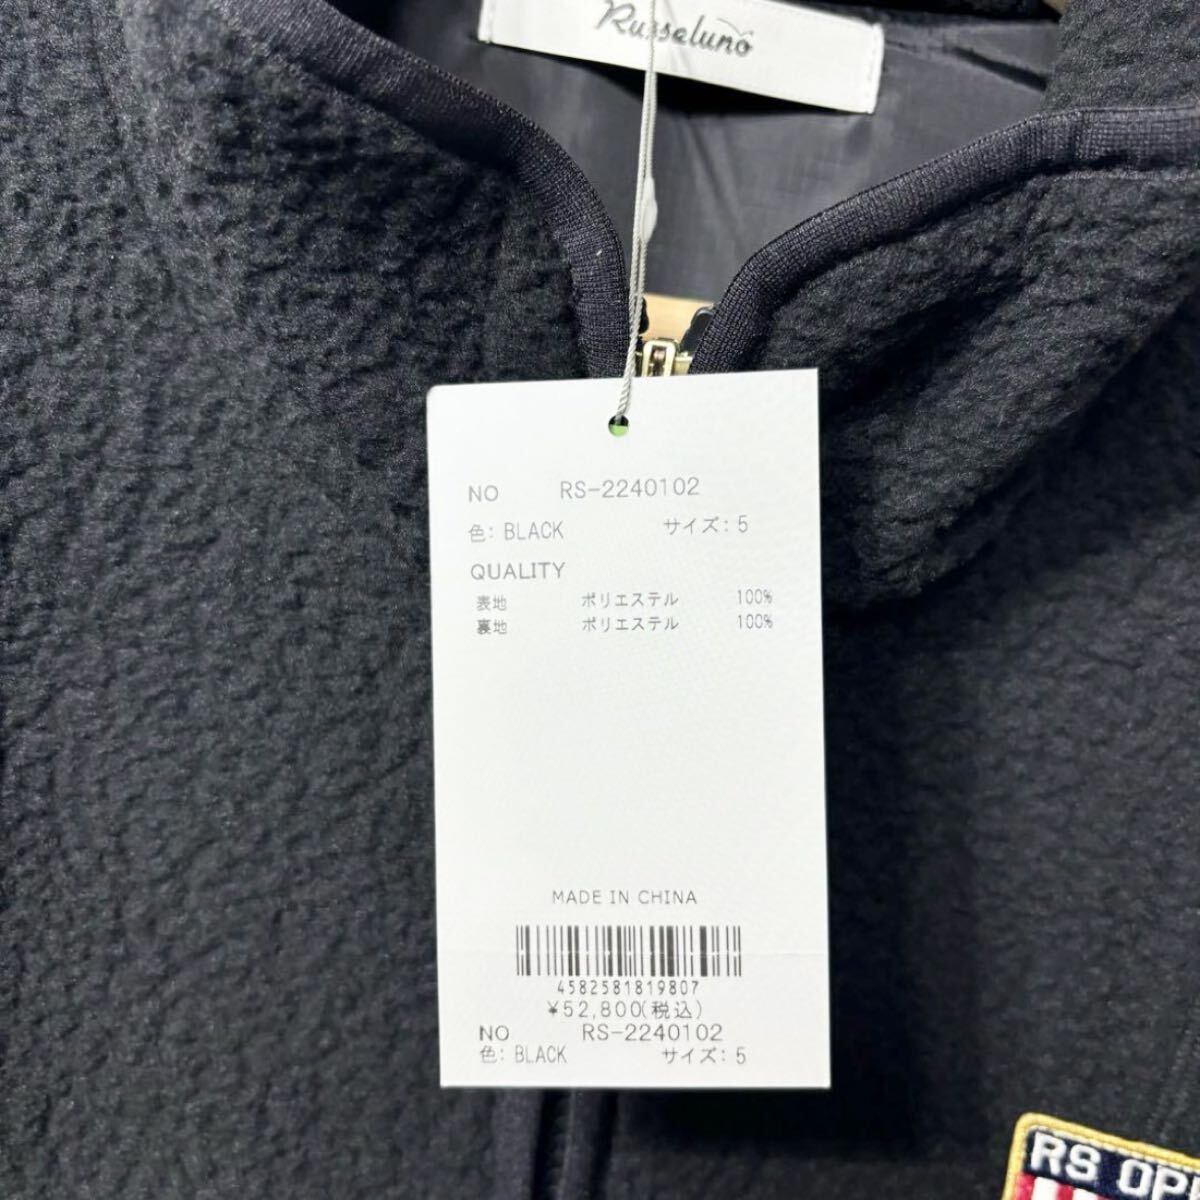 Russeluno
NO RS-2240102
色: BLACK サイズ: 5
QUALITY
表地 ポリエステル 100%
裏地 ポリエステル 100%
MADE IN CHINA
4582581819807
¥52,800(税込)
NO RS-2240102
色: BLACK サイズ: 5
RS OP